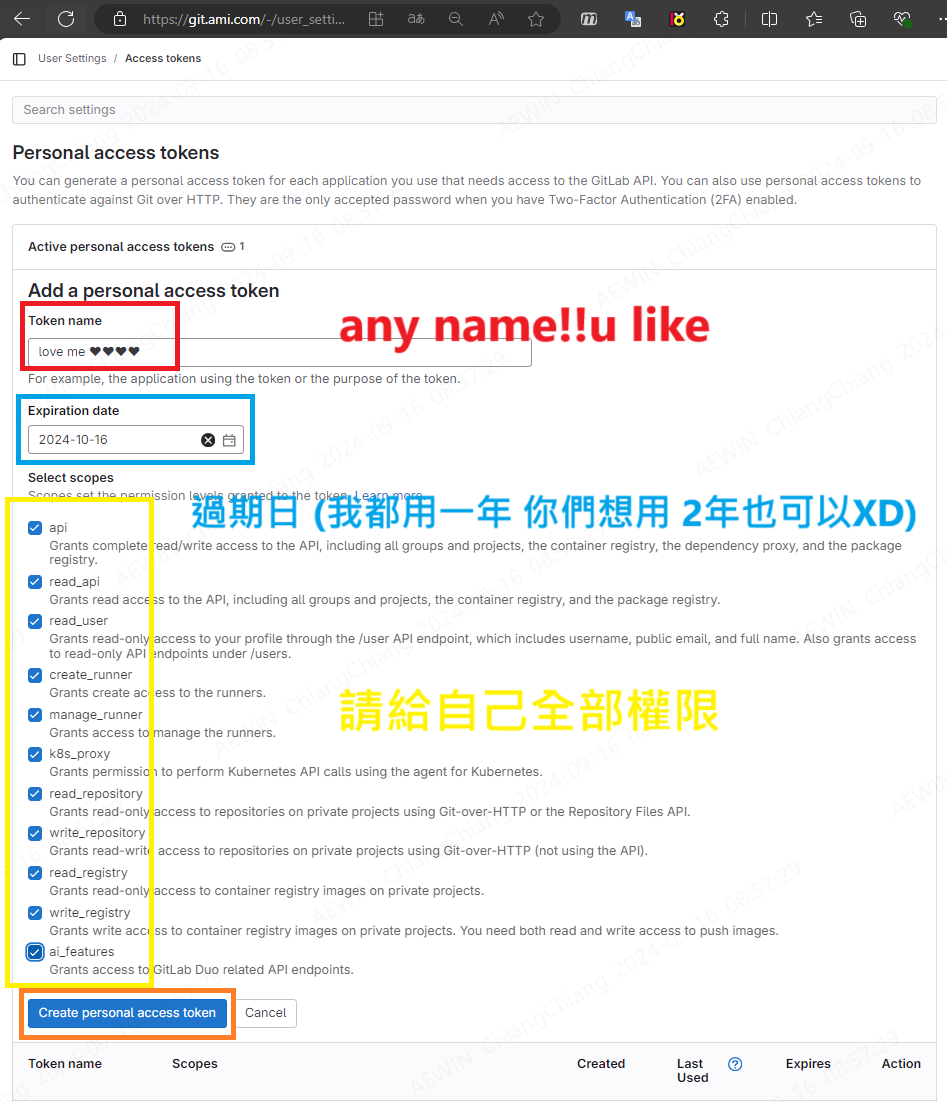 https://git.ami.com/-/user_setti...
User Settings / Access tokens
Search settings
Personal access tokens
You can generate a personal access token for each application you use that needs access to the GitLab API. You can also use personal access tokens to
authenticate against Git over HTTP. They are the only accepted password when you have Two-Factor Authentication (2FA) enabled.
Active personal access tokens 1
Add a personal access token
Token name
any name!!u like
love me ♥♥♥♥
For example, the application using the token or the purpose of the token.
Expiration date
2024-10-16
Select scopes
Scopes set the permission levels granted to the token. Learn more.
過期日 (我都用一年 你們想用 2年也可以XD)
api
Grants complete read/write access to the API, including all groups and projects, the container registry, the dependency proxy, and the package
registry.
read_api
Grants read access to the API, including all groups and projects, the container registry, and the package registry.
read_user
Grants read-only access to your profile through the /user API endpoint, which includes username, public email, and full name. Also grants access
to read-only API endpoints under /users.
create_runner
Grants create access to the runners.
請給自己全部權限
manage_runner
Grants access to manage the runners.
k8s_proxy
Grants permission to perform Kubernetes API calls using the agent for Kubernetes.
read_repository
Grants read-only access to repositories on private projects using Git-over-HTTP or the Repository Files API.
write_repository
Grants read-write access to repositories on private projects using Git-over-HTTP (not using the API).
read_registry
Grants read-only access to container registry images on private projects.
write_registry
Grants write access to container registry images on private projects. You need both read and write access to push images.
ai_features
Grants access to GitLab Duo related API endpoints.
Create personal access token Cancel
Token name Scopes Created Last Used Expires Action
AEWIN ChiangChiang 2024-09-16 08:57:29